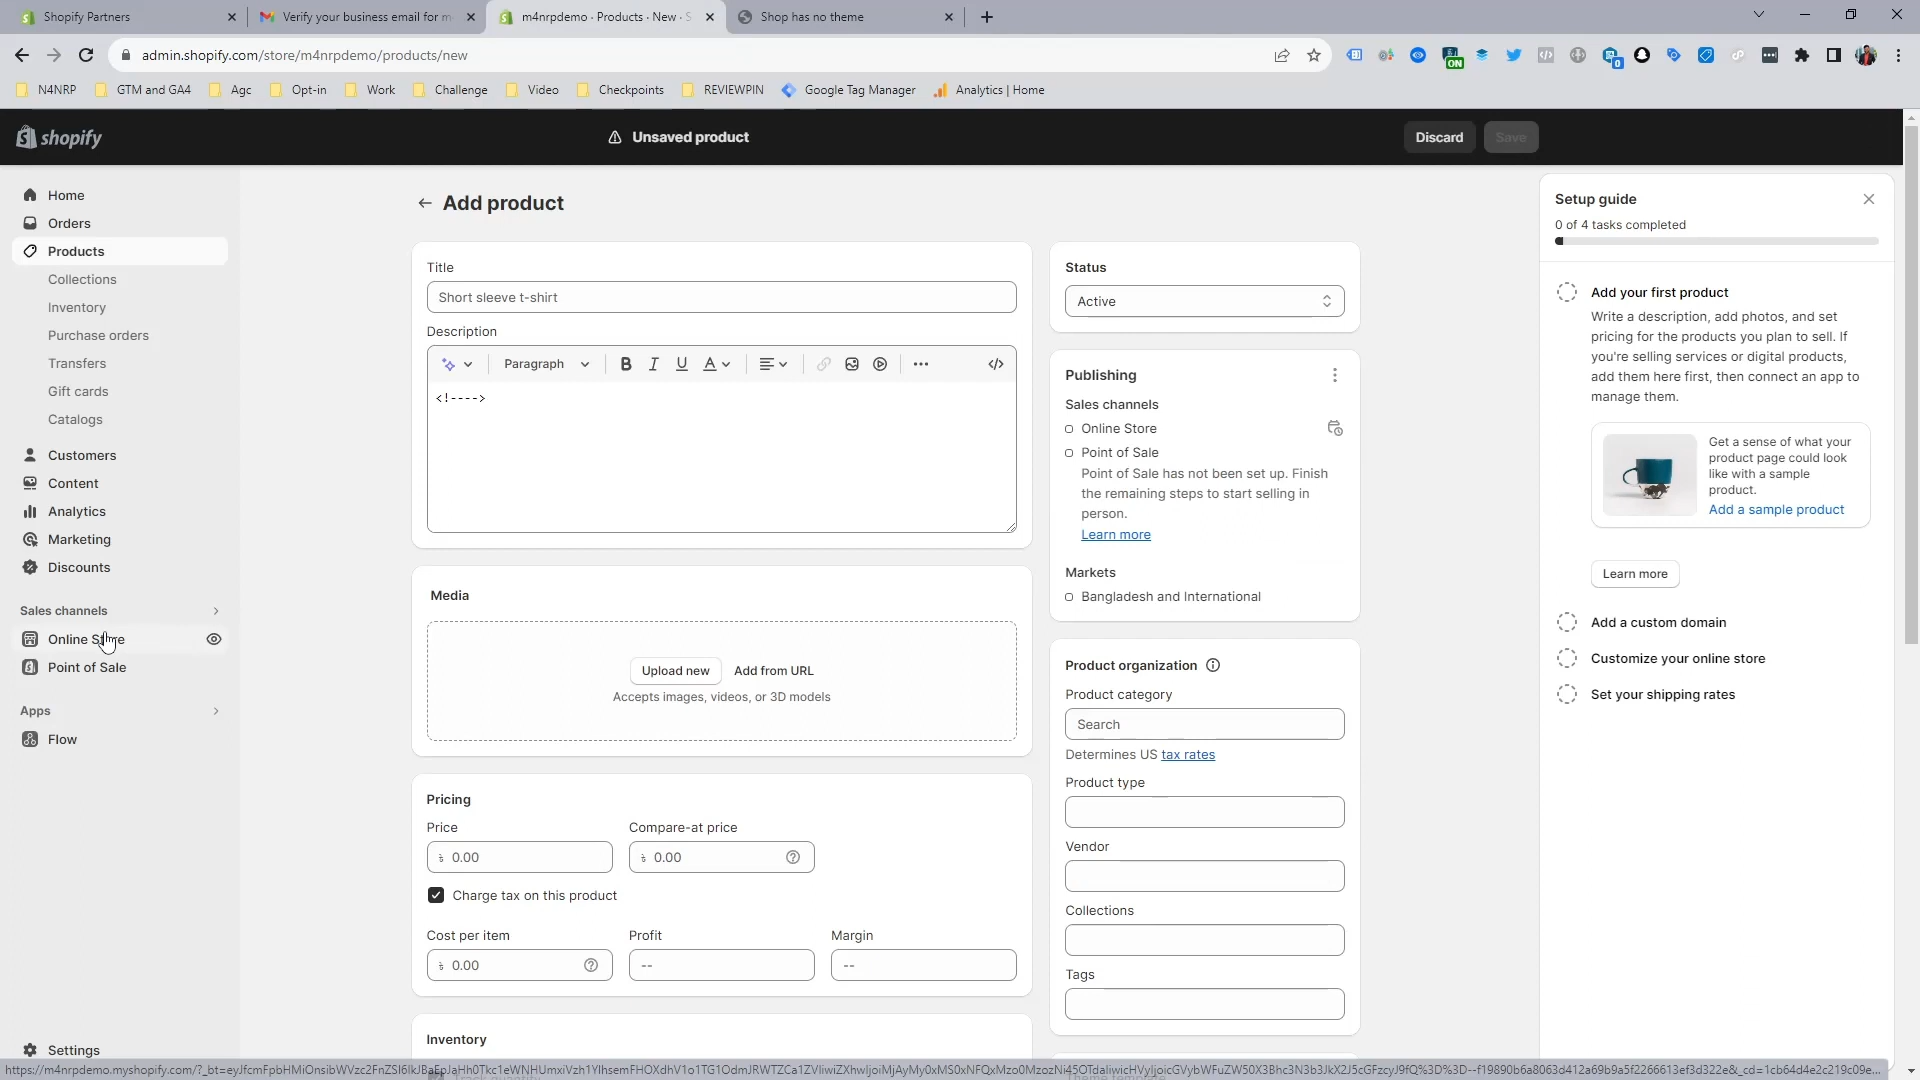 Shopify Partners
Verify your business email for m
m4nrpdemo · Products · New · S
Shop has no theme
admin.shopify.com/store/m4nrpdemo/products/new
ON
0
N4NRP
GTM and GA4
Agc
Opt-in
Work
Challenge
Video
Checkpoints
REVIEWPIN
Google Tag Manager
Analytics | Home
shopify
Unsaved product
Discard
Save
Home
Orders
Products
Collections
Inventory
Purchase orders
Transfers
Gift cards
Catalogs
Customers
Content
Analytics
Marketing
Discounts
Sales channels
Online Store
Point of Sale
Apps
Flow
Settings
Add product
Title
Short sleeve t-shirt
Description
Paragraph
B I U A
<!---->
Media
Upload new
Add from URL
Accepts images, videos, or 3D models
Pricing
Price
Compare-at price
৳ 0.00
৳ 0.00
Charge tax on this product
Cost per item
Profit
Margin
৳ 0.00
--
--
Inventory
Status
Active
Publishing
Sales channels
Online Store
Point of Sale
Point of Sale has not been set up. Finish
the remaining steps to start selling in
person.
Learn more
Markets
Bangladesh and International
Product organization
Product category
Search
Determines US tax rates
Product type
Vendor
Collections
Tags
Setup guide
0 of 4 tasks completed
Add your first product
Write a description, add photos, and set
pricing for the products you plan to sell. If
you're selling services or digital products,
add them here first, then connect an app to
manage them.
Get a sense of what your
product page could look
like with a sample
product.
Add a sample product
Learn more
Add a custom domain
Customize your online store
Set your shipping rates